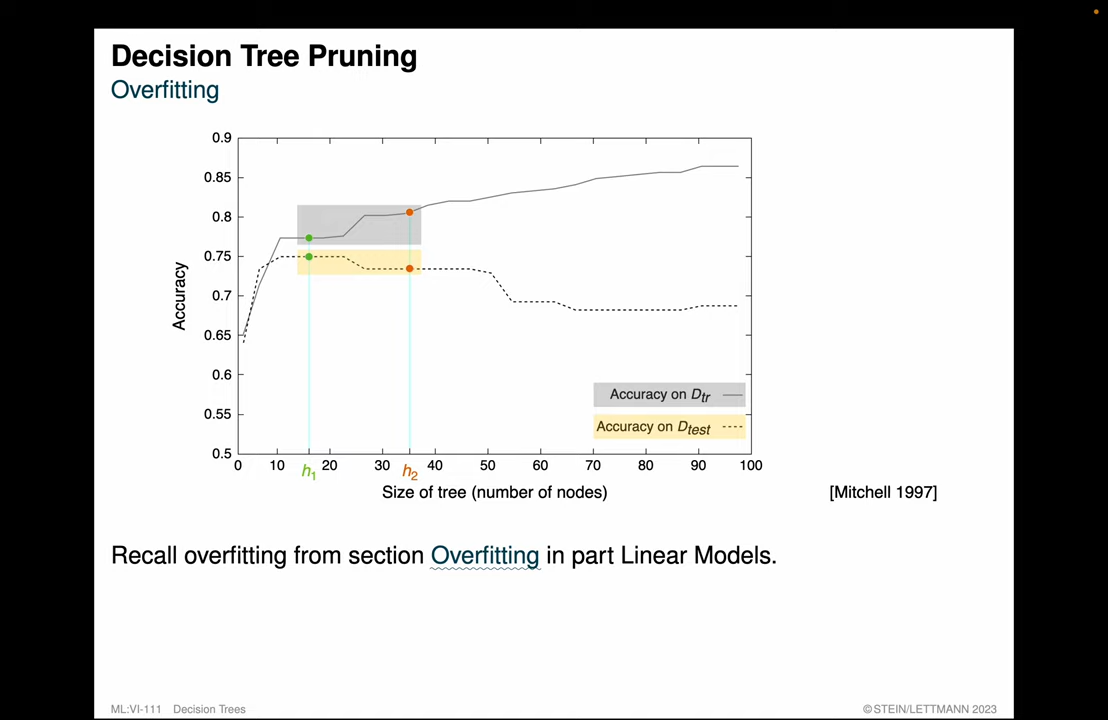 Decision Tree Pruning
Overfitting
0.9
0.85
0.8
0.75
0.7
0.65
0.6
0.55
0.5
Accuracy
Accuracy on Dtr
Accuracy on Dtest
0 10 20 30 40 50 60 70 80 90 100
h1 h2
Size of tree (number of nodes)
[Mitchell 1997]
Recall overfitting from section Overfitting in part Linear Models.
ML:VI-111 Decision Trees
©STEIN/LETTMANN 2023